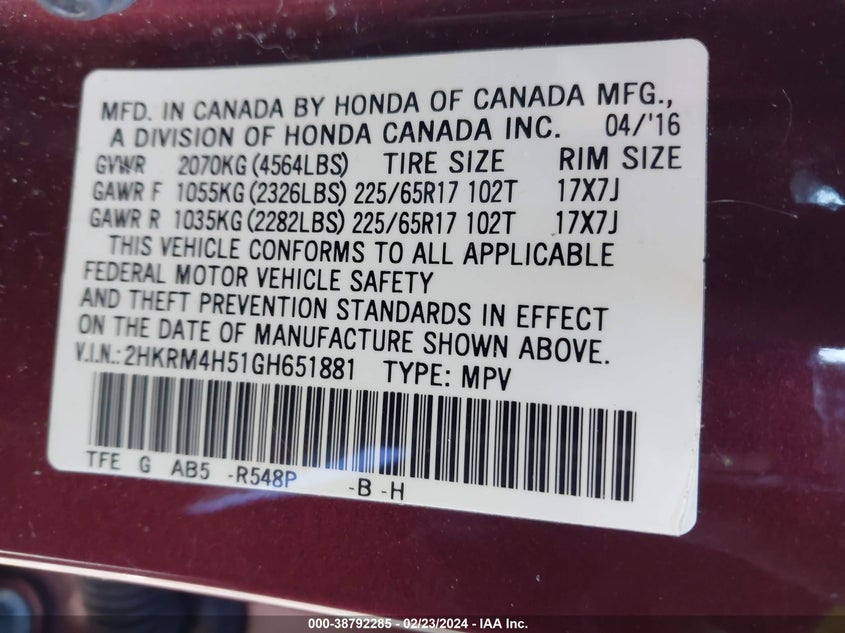 MFD. IN CANADA BY HONDA OF CANADA MFG.,
A DIVISION OF HONDA CANADA INC. 04/'16
GVWR 2070KG (4564LBS) TIRE SIZE RIM SIZE
GAWR F 1055KG (2326LBS) 225/65R17 102T 17X7J
GAWR R 1035KG (2282LBS) 225/65R17 102T 17X7J
THIS VEHICLE CONFORMS TO ALL APPLICABLE
FEDERAL MOTOR VEHICLE SAFETY
AND THEFT PREVENTION STANDARDS IN EFFECT
ON THE DATE OF MANUFACTURE SHOWN ABOVE.
V.I.N.: 2HKRM4H51GH651881 TYPE: MPV
TFE G AB5 -R548P -B -H
000-38792285 - 02/23/2024 - IAA Inc.